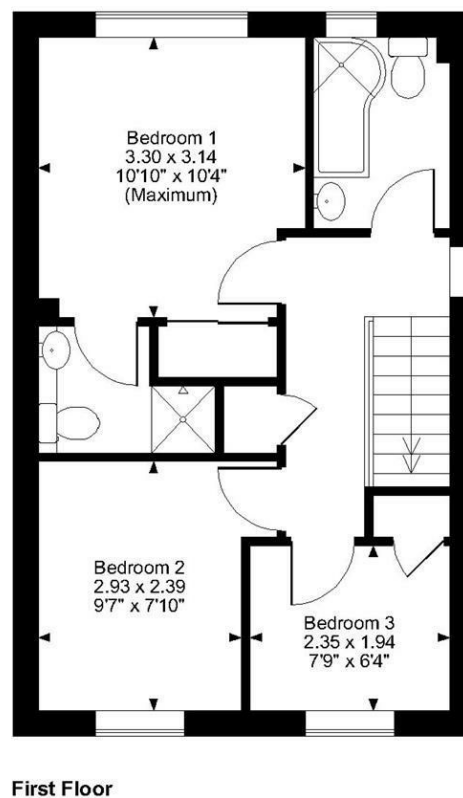 Bedroom 1
3.30 x 3.14
10'10" x 10'4"
(Maximum)
Bedroom 2
2.93 x 2.39
9'7" x 7'10"
Bedroom 3
2.35 x 1.94
7'9" x 6'4"
First Floor